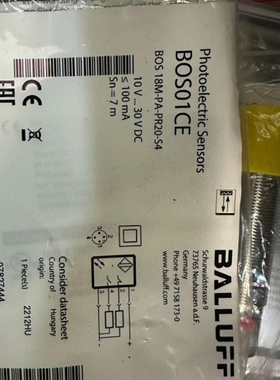 BALLUFF
Schurwaldstrasse 9
73765 Neuhausen a.d.F.
Germany
Phone +49 7158 173-0
www.balluff.com
Photoelectric Sensors
BOS01CE
BOS 18M-PA-PR20-S4
10 V ... 30 V DC
≤ 100 mA
Sn = 7 m
CE
EAC
Consider datasheet
Country of origin:
Hungary
1 Piece(s)
2212HU